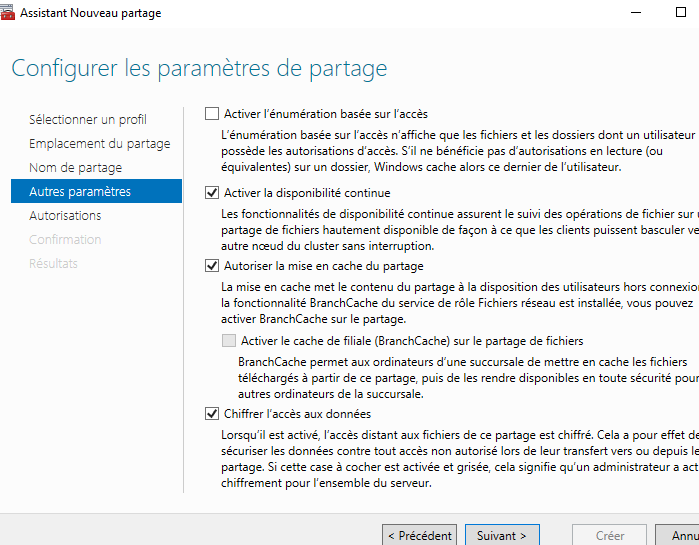 Assistant Nouveau partage
Configurer les paramètres de partage
Sélectionner un profil
Emplacement du partage
Nom de partage
Autres paramètres
Autorisations
Confirmation
Résultats
Activer l'énumération basée sur l'accès
L'énumération basée sur l'accès n'affiche que les fichiers et les dossiers dont un utilisateur
possède les autorisations d'accès. S'il ne bénéficie pas d'autorisations en lecture (ou
équivalentes) sur un dossier, Windows cache alors ce dernier de l'utilisateur.
Activer la disponibilité continue
Les fonctionnalités de disponibilité continue assurent le suivi des opérations de fichier sur u
partage de fichiers hautement disponible de façon à ce que les clients puissent basculer ve
autre nœud du cluster sans interruption.
Autoriser la mise en cache du partage
La mise en cache met le contenu du partage à la disposition des utilisateurs hors connexio
la fonctionnalité BranchCache du service de rôle Fichiers réseau est installée, vous pouvez
activer BranchCache sur le partage.
Activer le cache de filiale (BranchCache) sur le partage de fichiers
BranchCache permet aux ordinateurs d'une succursale de mettre en cache les fichiers
téléchargés à partir de ce partage, puis de les rendre disponibles en toute sécurité pour
autres ordinateurs de la succursale.
Chiffrer l'accès aux données
Lorsqu'il est activé, l'accès distant aux fichiers de ce partage est chiffré. Cela a pour effet de
sécuriser les données contre tout accès non autorisé lors de leur transfert vers ou depuis le
partage. Si cette case à cocher est activée et grisée, cela signifie qu'un administrateur a act
chiffrement pour l'ensemble du serveur.
< Précédent
Suivant >
Créer
Annu